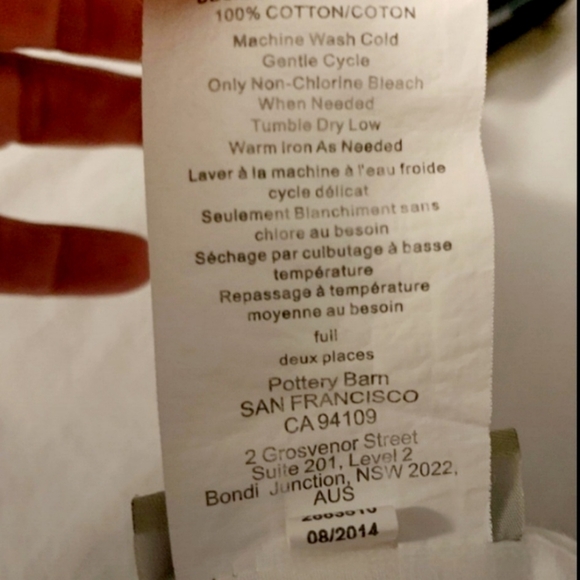 100% COTTON/COTON
Machine Wash Cold
Gentle Cycle
Only Non-Chlorine Bleach
When Needed
Tumble Dry Low
Warm Iron As Needed
Laver à la machine à l'eau froide
cycle délicat
Seulement Blanchiment sans
chlore au besoin
Séchage par culbutage à basse
température
Repassage à température
moyenne au besoin
full
deux places
Pottery Barn
SAN FRANCISCO
CA 94109
2 Grosvenor Street
Suite 201, Level 2
Bondi Junction, NSW 2022,
AUS
08/2014